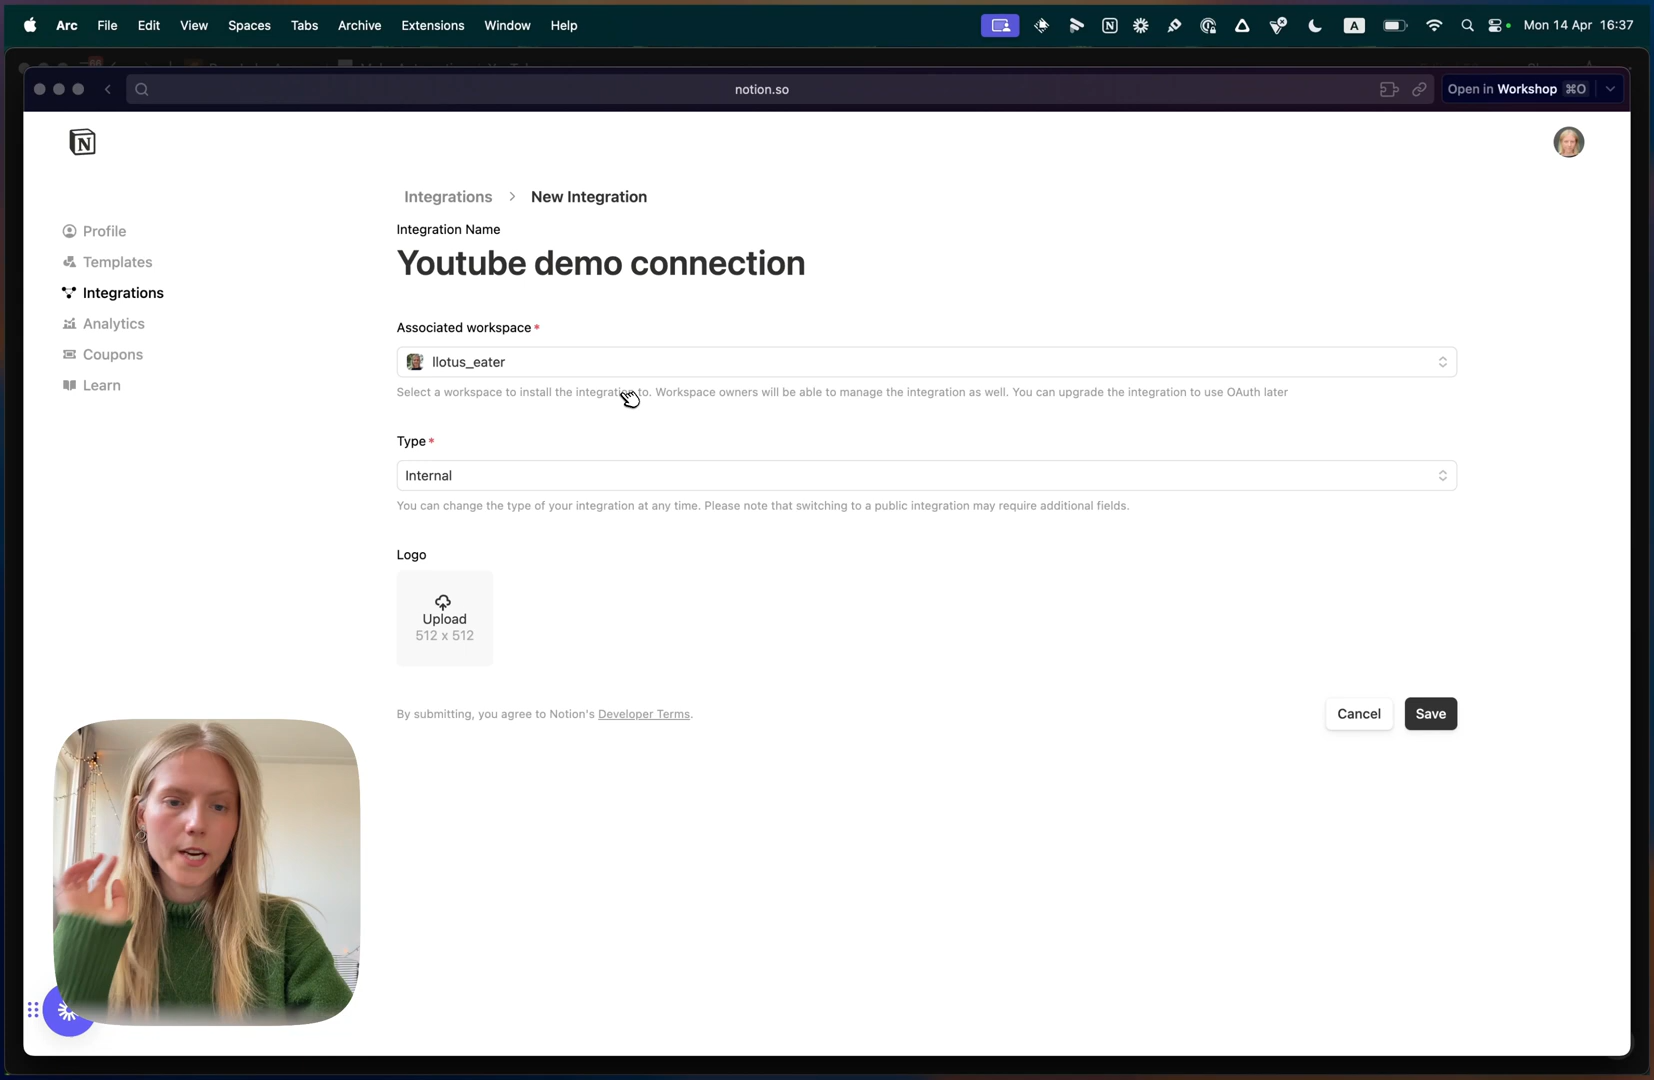 Arc File Edit View Spaces Tabs Archive Extensions Window Help A Mon 14 Apr 16:37
notion.so Open in Workshop ⌘O
Integrations > New Integration
Integration Name
Youtube demo connection
Profile
Templates
Integrations
Analytics
Coupons
Learn
Associated workspace*
llotus_eater
Select a workspace to install the integration to. Workspace owners will be able to manage the integration as well. You can upgrade the integration to use OAuth later
Type*
Internal
You can change the type of your integration at any time. Please note that switching to a public integration may require additional fields.
Logo
Upload
512 x 512
By submitting, you agree to Notion's Developer Terms.
Cancel Save